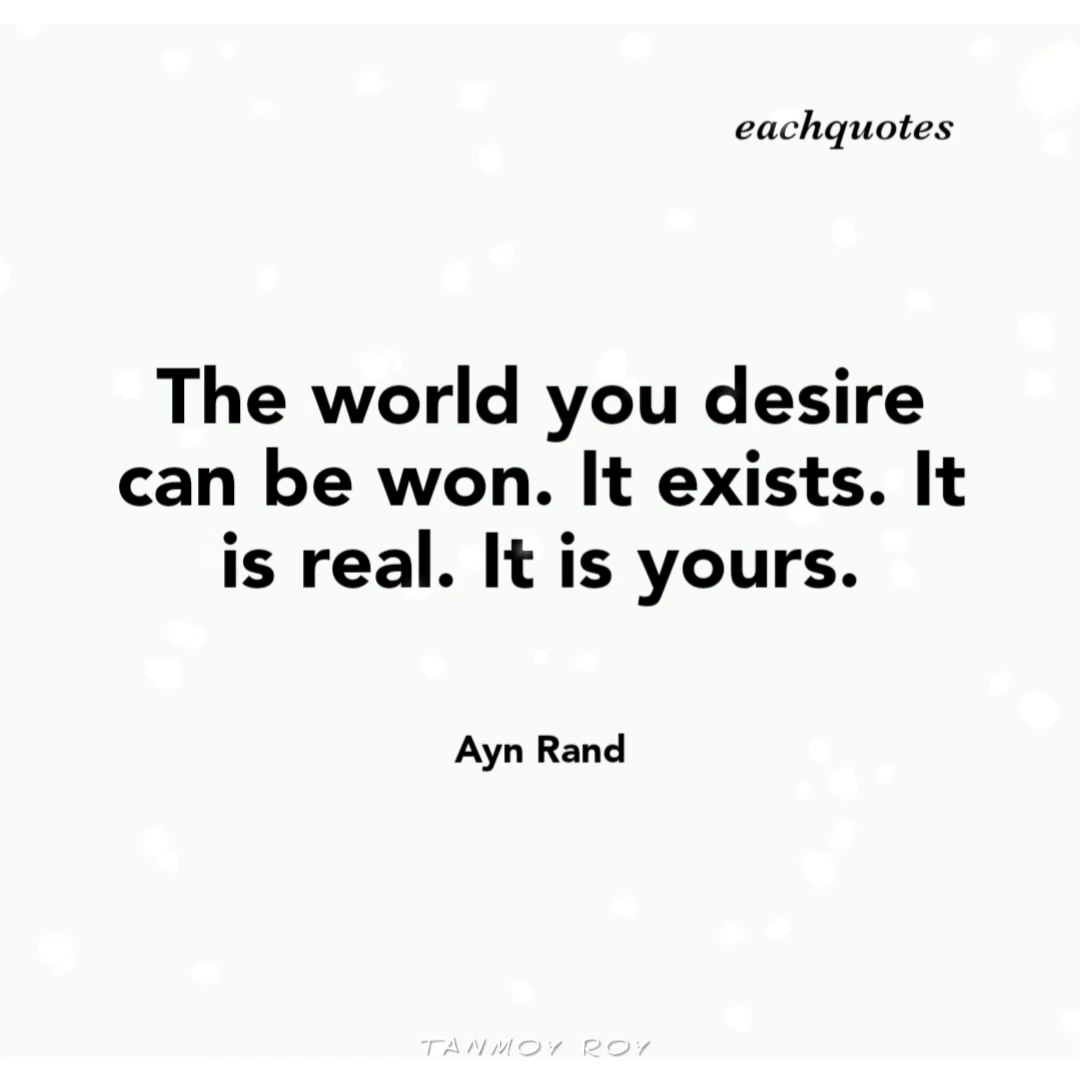 eachquotes
The world you desire
can be won. It exists. It
is real. It is yours.
Ayn Rand
TANMOY ROY